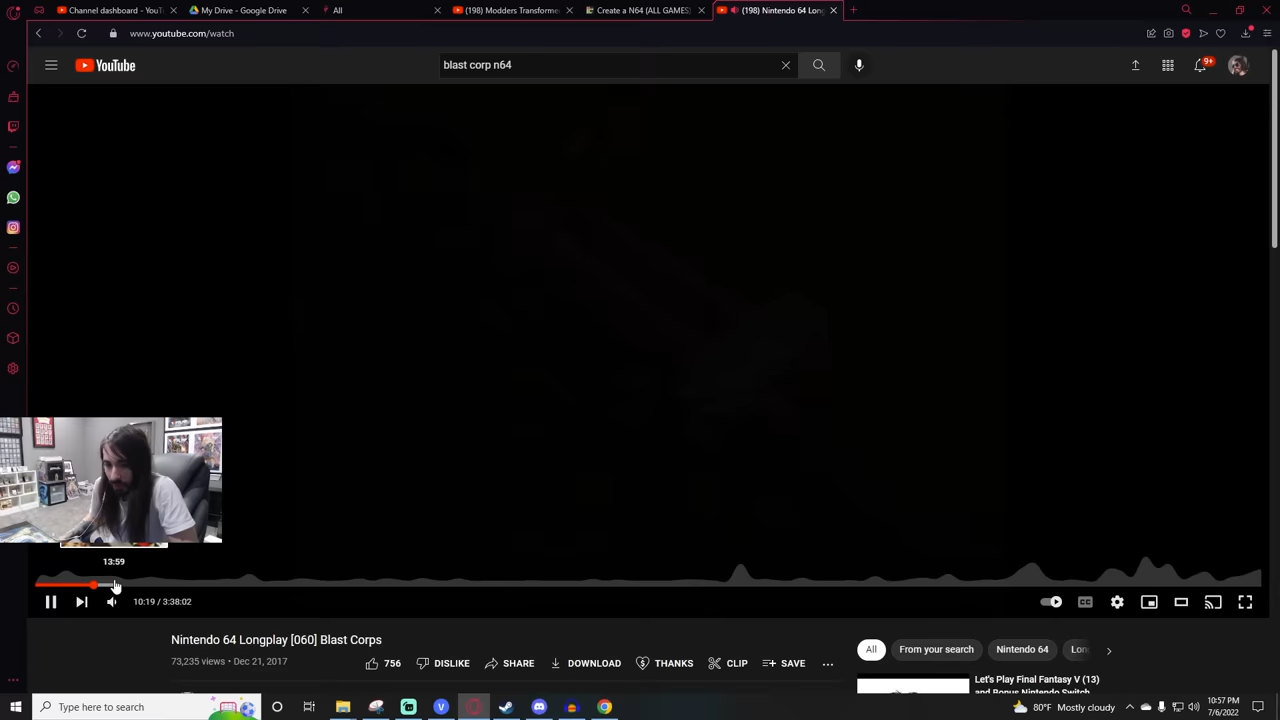 Channel dashboard - YouT
My Drive - Google Drive
All
(198) Modders Transforme
Create a N64 (ALL GAMES)
(198) Nintendo 64 Long
www.youtube.com/watch
YouTube
blast corp n64
9+
13:59
10:19 / 3:38:02
CC
Nintendo 64 Longplay [060] Blast Corps
73,235 views • Dec 21, 2017
756
DISLIKE
SHARE
DOWNLOAD
THANKS
CLIP
SAVE
All
From your search
Nintendo 64
Lon
Let's Play Final Fantasy V (13)
and Bonus Nintendo Switch
Type here to search
80°F Mostly cloudy
10:57 PM
7/6/2022